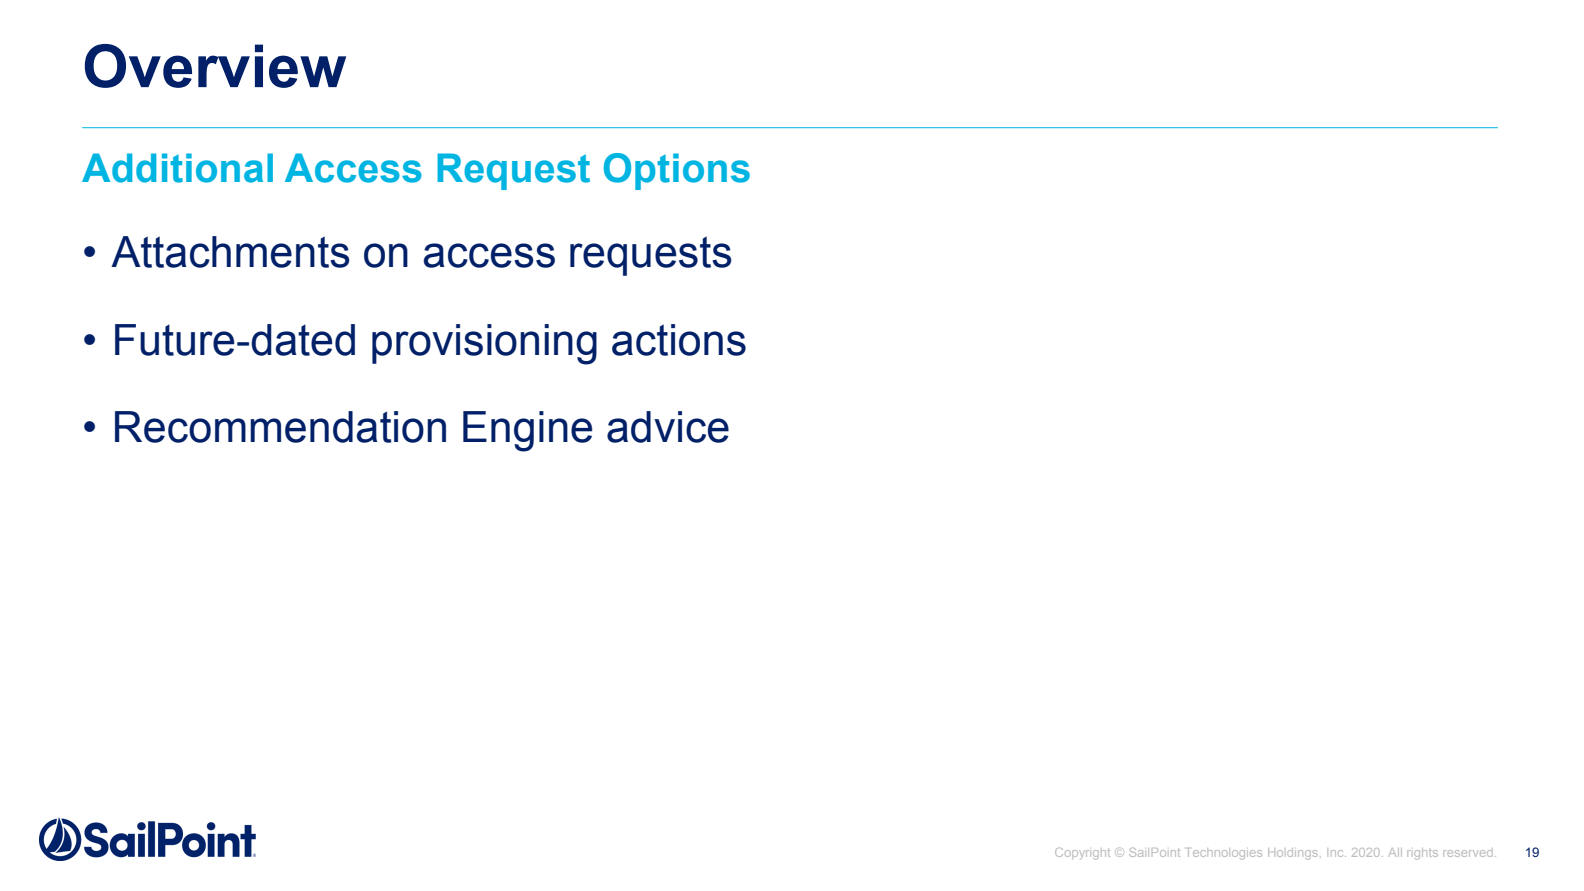 Overview
Additional Access Request Options
• Attachments on access requests
• Future-dated provisioning actions
• Recommendation Engine advice
SailPoint
Copyright © SailPoint Technologies Holdings, Inc. 2020. All rights reserved. 19